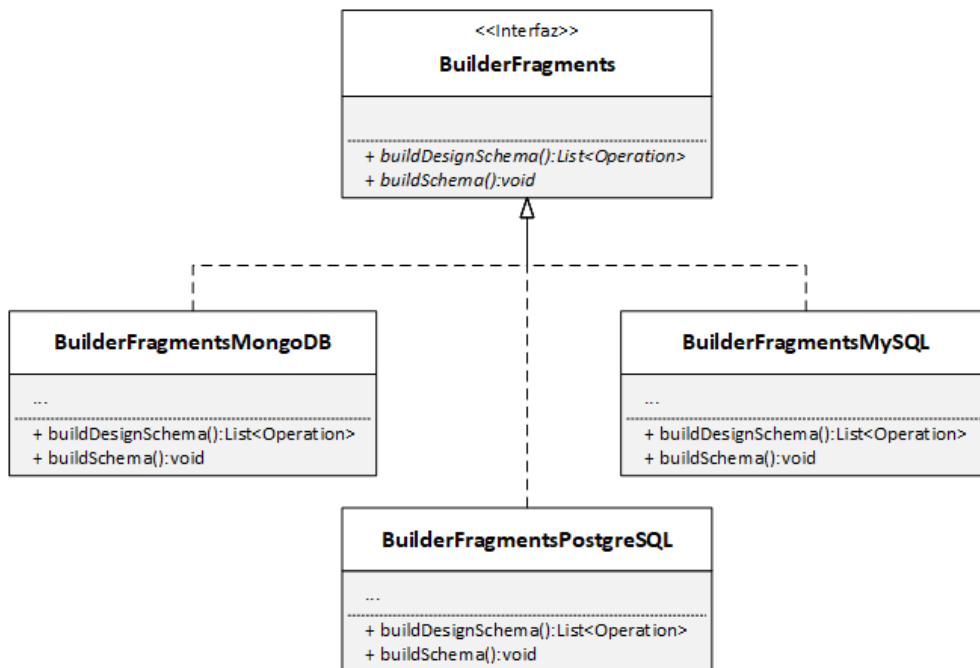 <<Interfaz>>
BuilderFragments
+ buildDesignSchema():List<Operation>
+ buildSchema():void
BuilderFragmentsMongoDB
...
+ buildDesignSchema():List<Operation>
+ buildSchema():void
BuilderFragmentsMySQL
...
+ buildDesignSchema():List<Operation>
+ buildSchema():void
BuilderFragmentsPostgreSQL
...
+ buildDesignSchema():List<Operation>
+ buildSchema():void